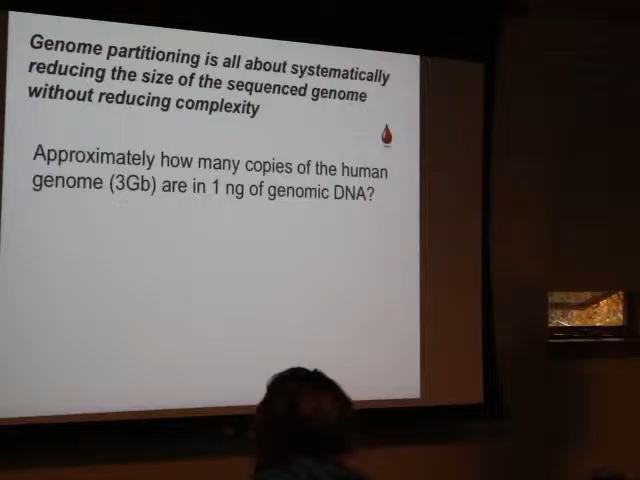 Genome partitioning is all about systematically
reducing the size of the sequenced genome
without reducing complexity
Approximately how many copies of the human
genome (3Gb) are in 1 ng of genomic DNA?